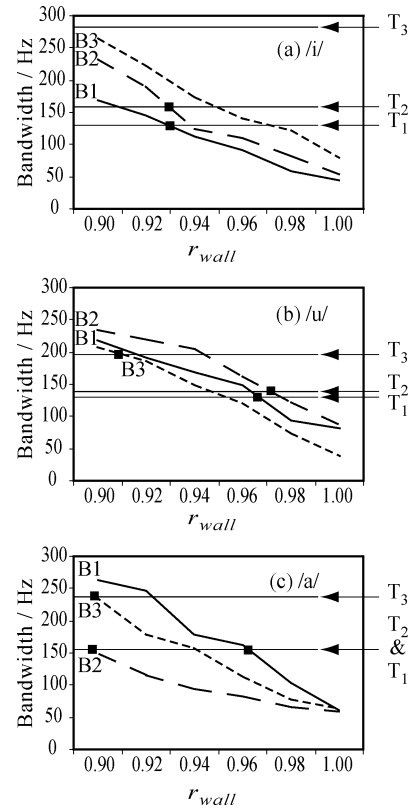 300
B3
(a) /i/
T3
250
B2
200
B1
T2
150
T1
100
50
0
Bandwidth / Hz
0.90 0.92 0.94 0.96 0.98 1.00
rwall
300
B2
(b) /u/
250
B1
200
T3
B3
150
T2
T1
100
50
0
Bandwidth / Hz
0.90 0.92 0.94 0.96 0.98 1.00
rwall
300
B1
(c) /a/
250
T3
B3
200
T2
150
&
B2
T1
100
50
0
Bandwidth / Hz
0.90 0.92 0.94 0.96 0.98 1.00
rwall